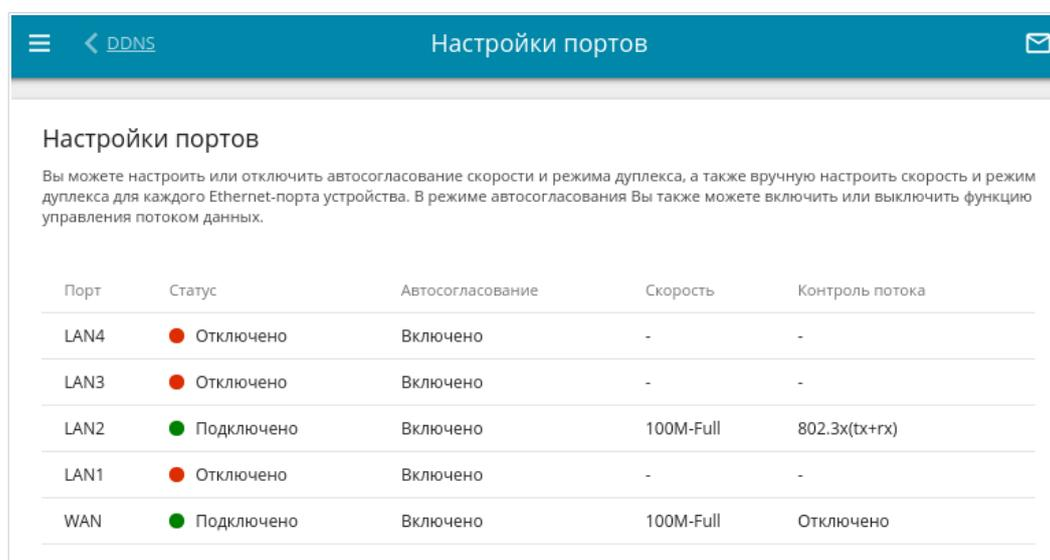 DDNS Настройки портов
Настройки портов
Вы можете настроить или отключить автосогласование скорости и режима дуплекса, а также вручную настроить скорость и режим
дуплекса для каждого Ethernet-порта устройства. В режиме автосогласования Вы также можете включить или выключить функцию
управления потоком данных.
Порт Статус Автосогласование Скорость Контроль потока
LAN4 Отключено Включено - -
LAN3 Отключено Включено - -
LAN2 Подключено Включено 100M-Full 802.3x(tx+rx)
LAN1 Отключено Включено - -
WAN Подключено Включено 100M-Full Отключено